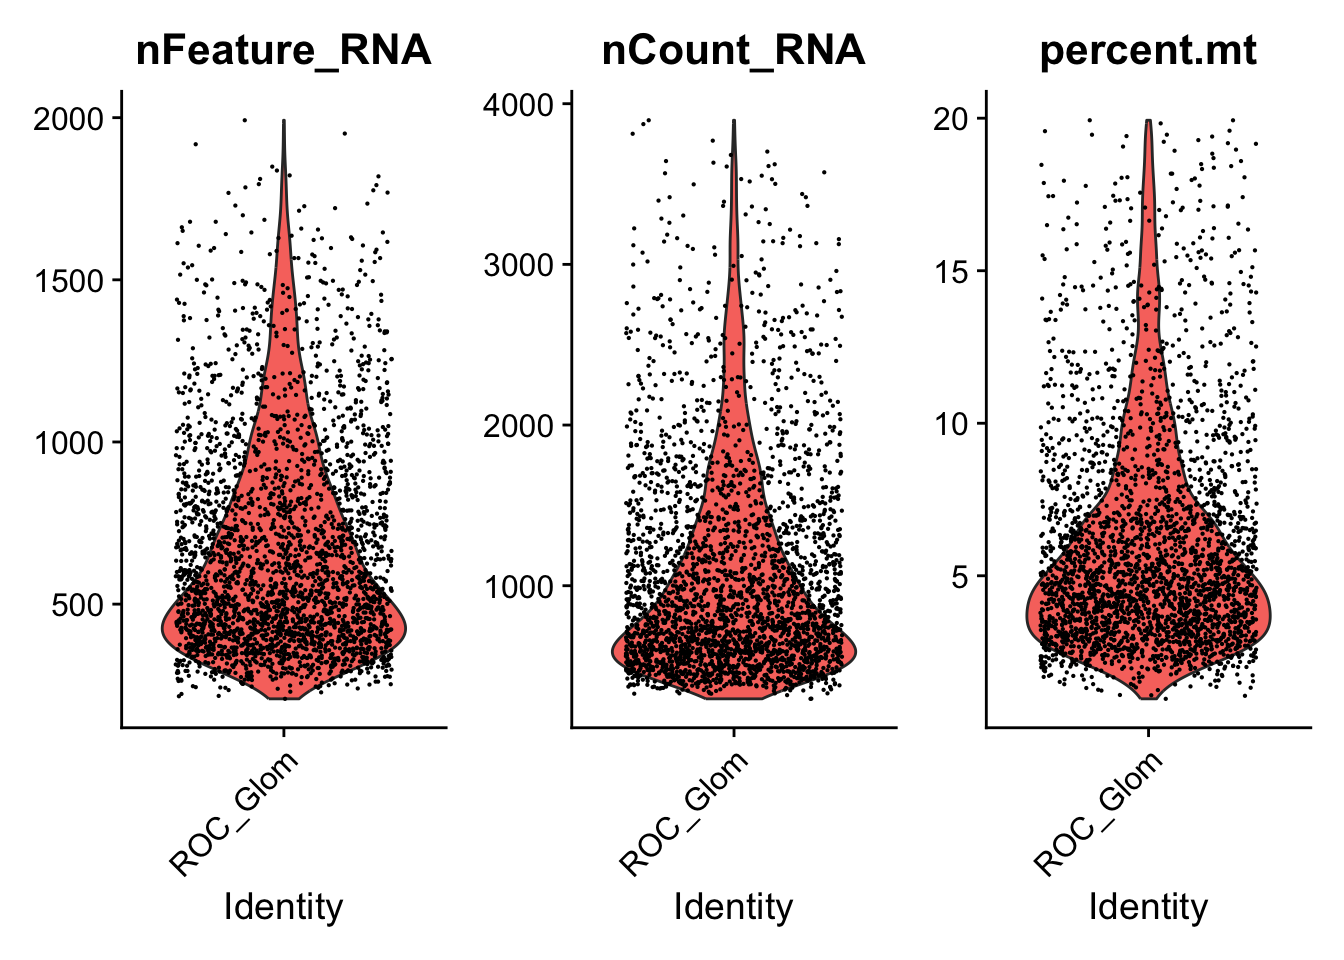 nFeature_RNA
2000
1500
1000
500
ROC_Glom
Identity
nCount_RNA
4000
3000
2000
1000
ROC_Glom
Identity
percent.mt
20
15
10
5
ROC_Glom
Identity